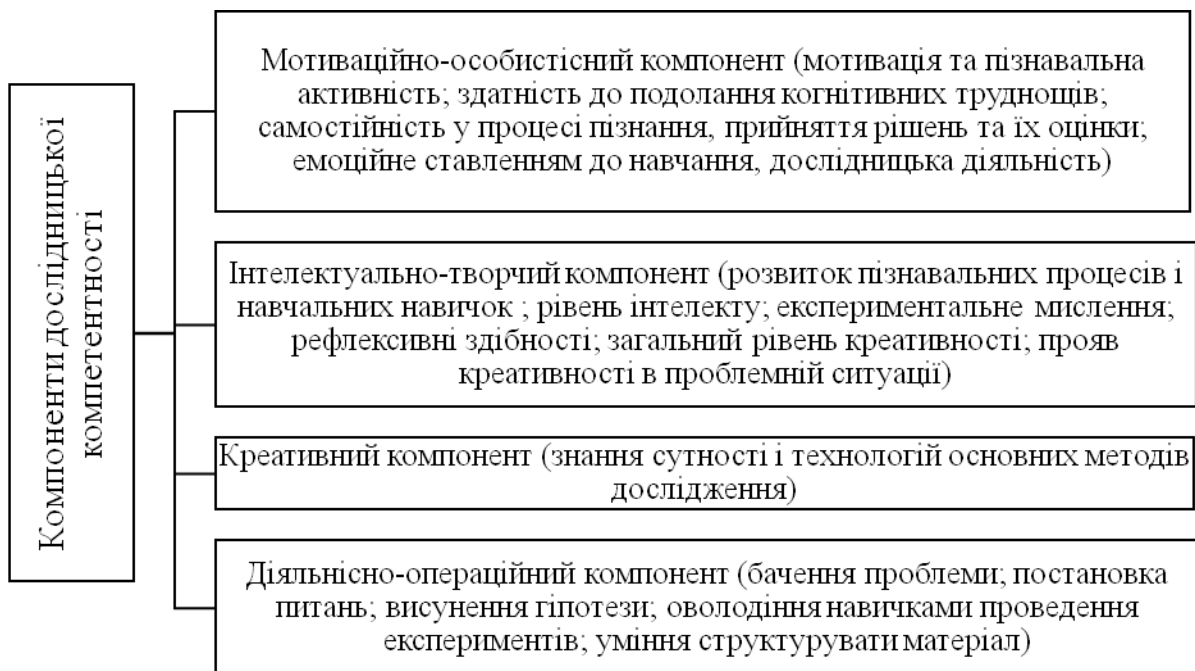 Компоненти дослідницької
компетентності
Мотиваційно-особистісний компонент (мотивація та пізнавальна
активність; здатність до подолання когнітивних труднощів;
самостійність у процесі пізнання, прийняття рішень та їх оцінки;
емоційне ставленням до навчання, дослідницька діяльність)
Інтелектуально-творчий компонент (розвиток пізнавальних процесів і
навчальних навичок ; рівень інтелекту; експериментальне мислення;
рефлексивні здібності; загальний рівень креативності; прояв
креативності в проблемній ситуації)
Креативний компонент (знання сутності і технологій основних методів
дослідження)
Діяльнісно-операційний компонент (бачення проблеми; постановка
питань; висунення гіпотези; оволодіння навичками проведення
експериментів; уміння структурувати матеріал)